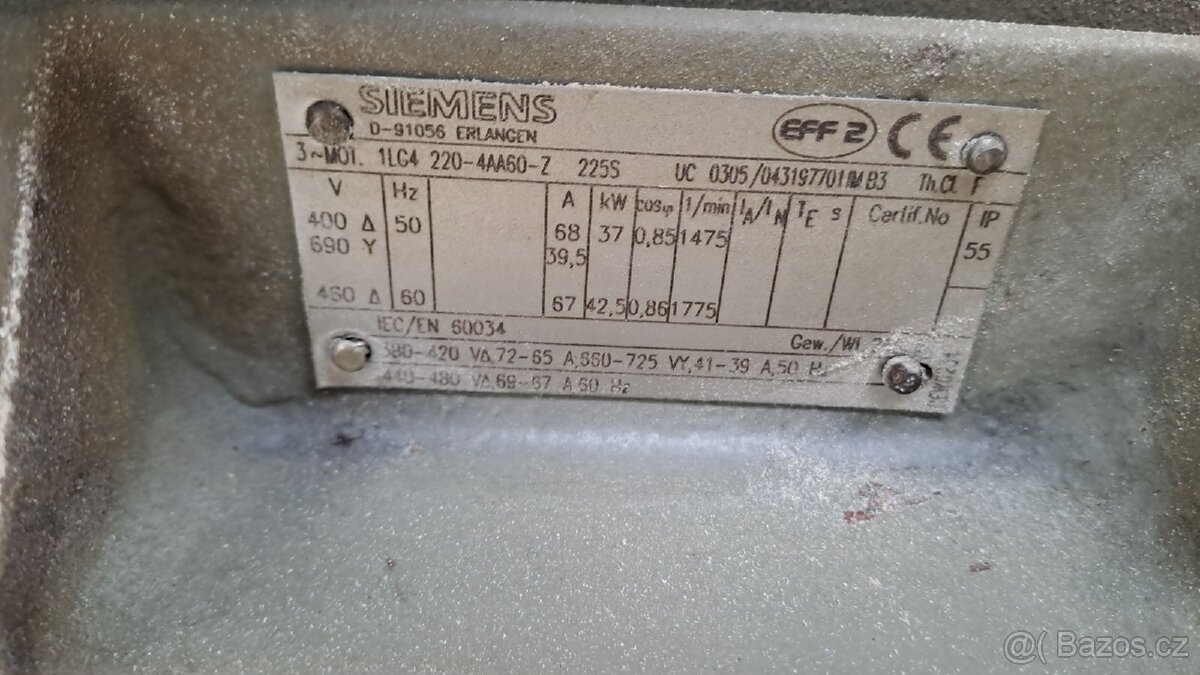 SIEMENS
D-91056 ERLANGEN
EFF 2 CE
3~MOT. 1LG4 220-4AA60-Z 225S UC 0305/043197701 IM B3 Th.Cl. F
V Hz A kW cosφ 1/min IA/IN TE s Certif.No IP
400 Δ 50 68 37 0,85 1475 55
690 Y 39,5
460 Δ 60 67 42,5 0,86 1775
IEC/EN 60034 Gew./Wt.
380-420 VΔ,72-65 A,660-725 VY,41-39 A,50 Hz
440-480 VΔ,69-67 A,60 Hz
@( Bazos.cz